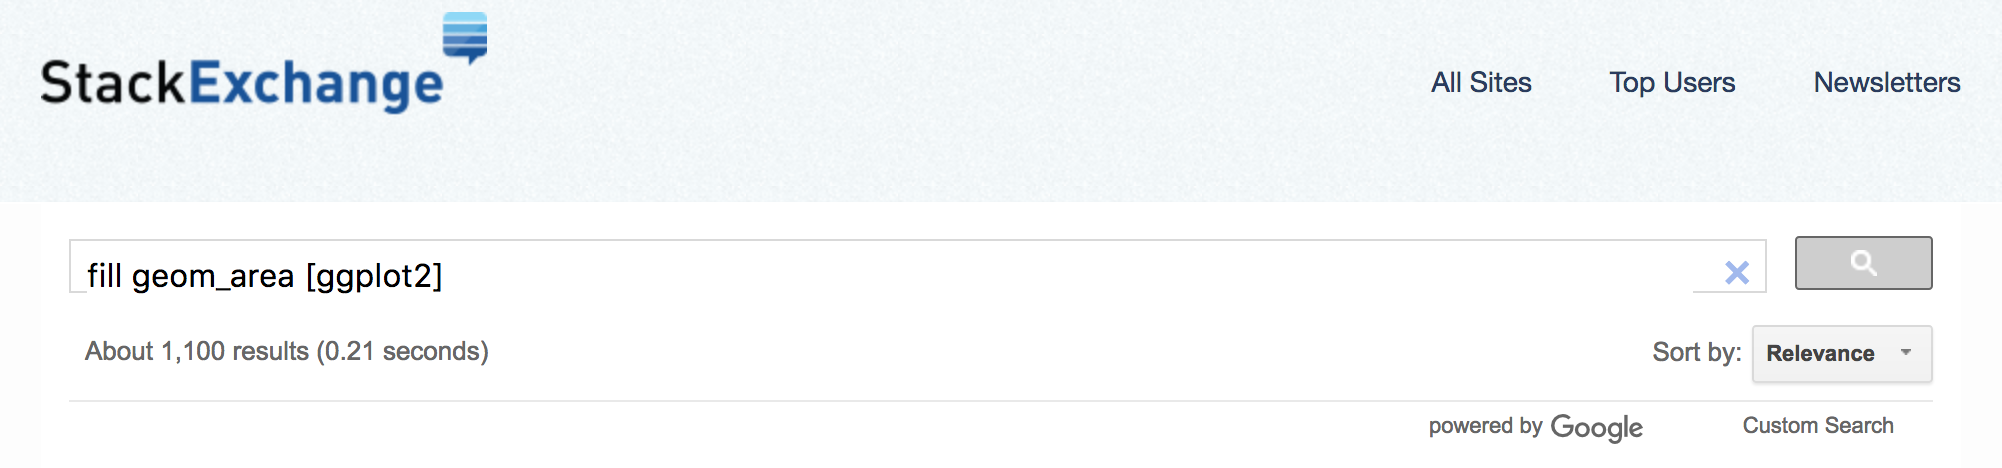 StackExchange
All Sites Top Users Newsletters
fill geom_area [ggplot2]
About 1,100 results (0.21 seconds)
Sort by: Relevance
powered by Google Custom Search